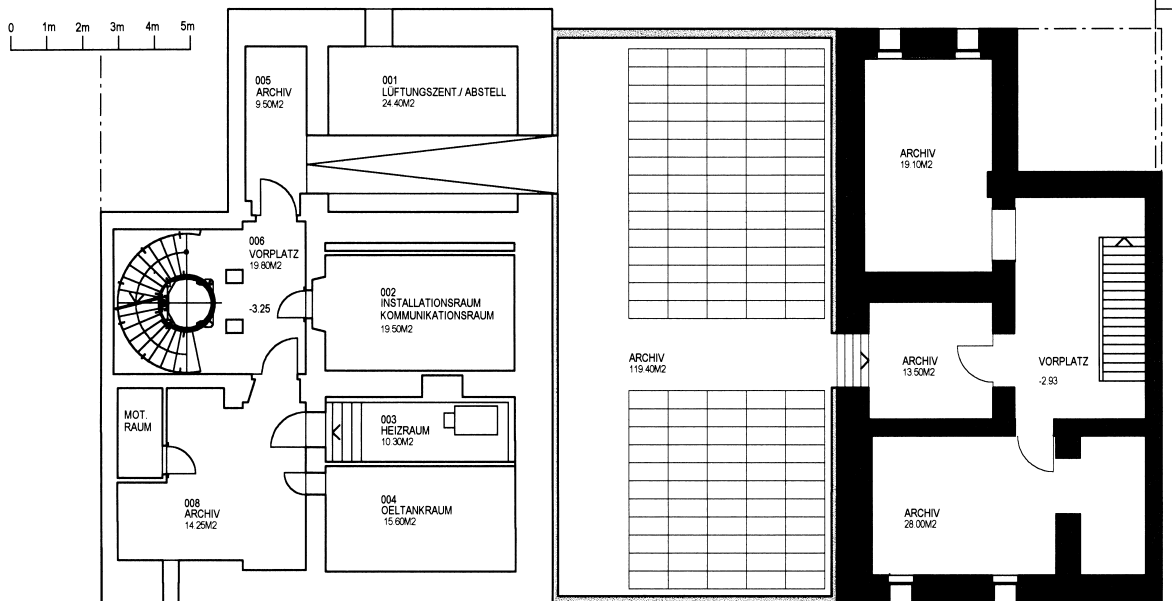 0 1m 2m 3m 4m 5m
005
ARCHIV
9.50M2
001
LÜFTUNGSZENT./ ABSTELL
24.40M2
ARCHIV
19.10M2
006
VORPLATZ
19.80M2
-3.25
002
INSTALLATIONSRAUM
KOMMUNIKATIONSRAUM
19.50M2
ARCHIV
119.40M2
ARCHIV
13.50M2
VORPLATZ
-2.93
MOT.
RAUM
003
HEIZRAUM
10.30M2
008
ARCHIV
14.25M2
004
OELTANKRAUM
15.60M2
ARCHIV
28.00M2